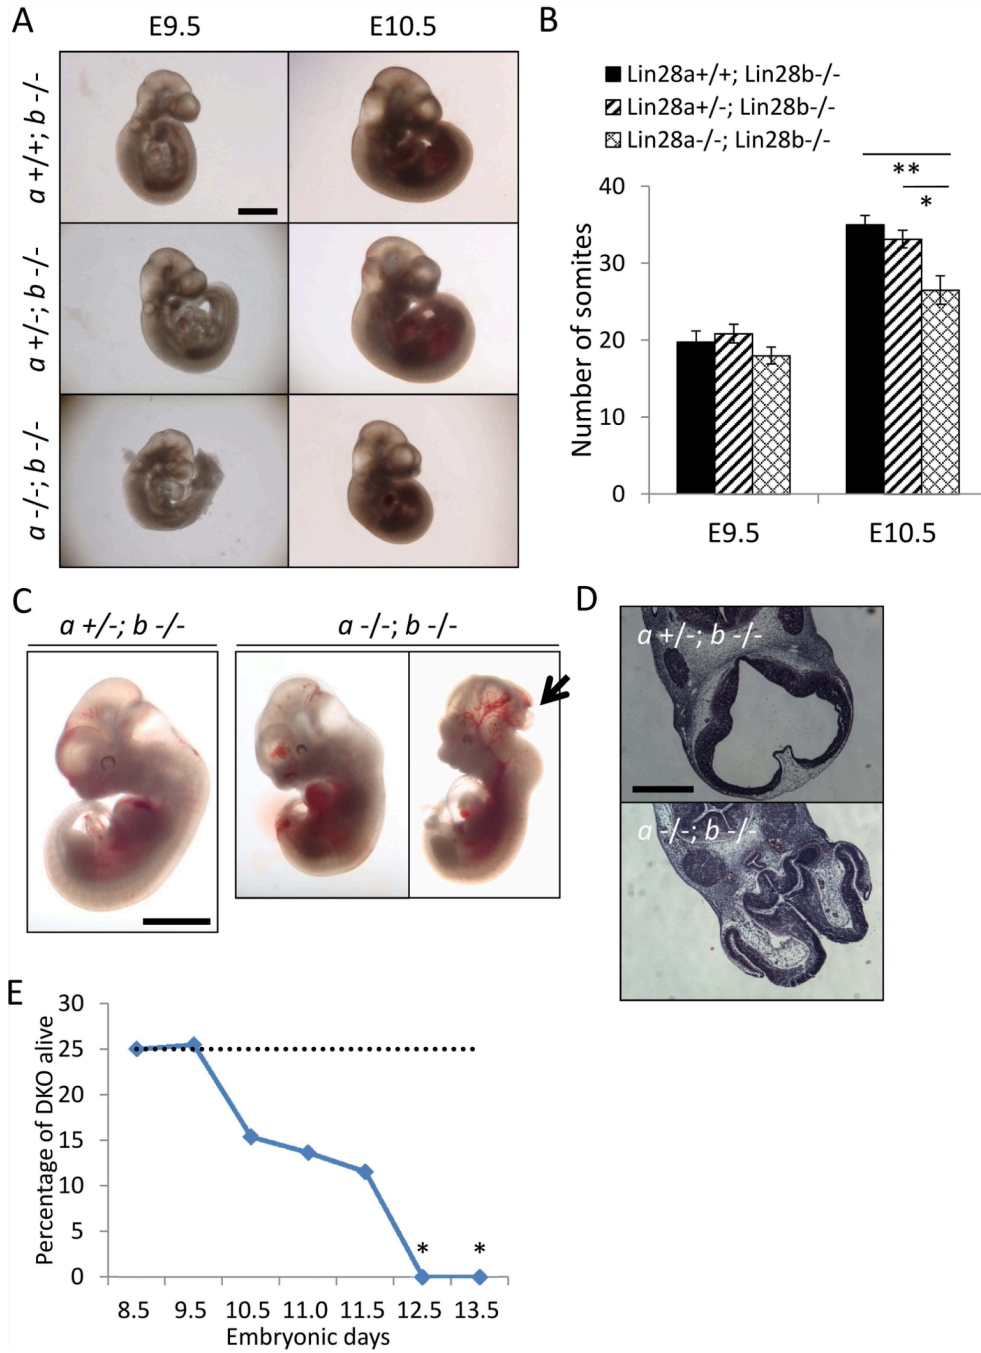 A
E9.5
E10.5
a +/+; b -/-
a +/-; b -/-
a -/-; b -/-
B
Lin28a+/+; Lin28b-/-
Lin28a+/-; Lin28b-/-
Lin28a-/-; Lin28b-/-
**
*
Number of somites
40
30
20
10
0
E9.5
E10.5
C
a +/-; b -/-
a -/-; b -/-
D
a +/-; b -/-
a -/-; b -/-
E
Percentage of DKO alive
30
25
20
15
10
5
0
* *
8.5 9.5 10.5 11.0 11.5 12.5 13.5
Embryonic days